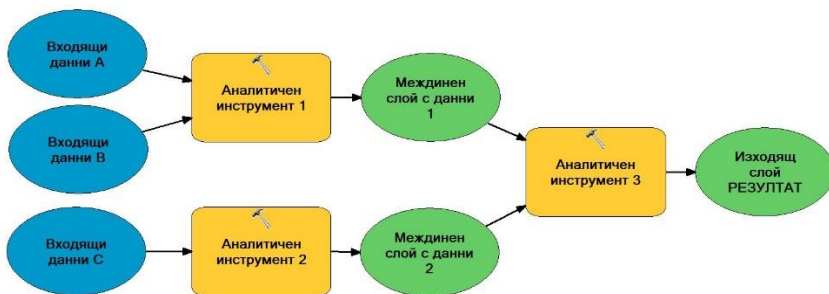 Входящи
данни А
Аналитичен
инструмент 1
Междинен
слой с данни
1
Входящи
данни В
Аналитичен
инструмент 3
Изходящ
слой
РЕЗУЛТАТ
Входящи
данни С
Аналитичен
инструмент 2
Междинен
слой с данни
2